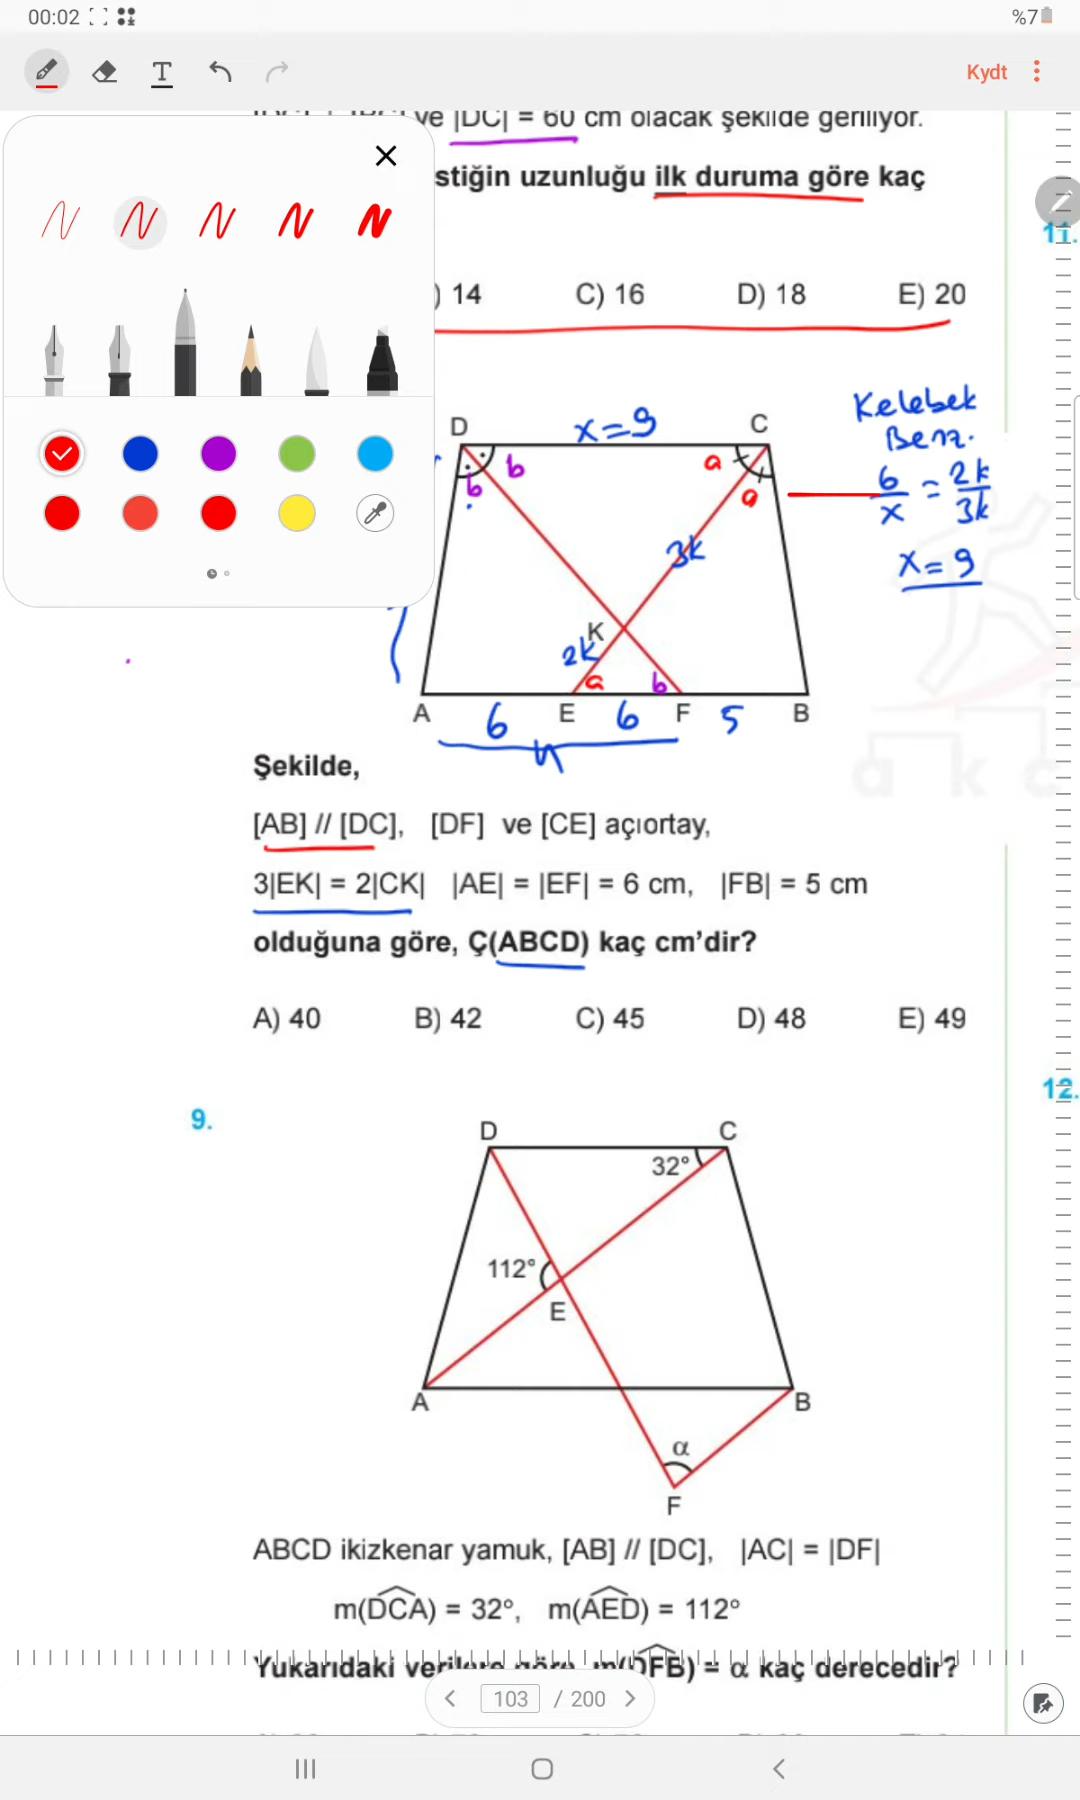 00:02
%7
T
Kydt
ve |DC| = 60 cm olacak şekilde geriliyor.
stiğin uzunluğu ilk duruma göre kaç
11.
) 14 C) 16 D) 18 E) 20
Kelebek
Benz.
6/x = 2k/3k
x = 9
D x=9 C
b a
b a
3k
K
2k
a b
A 6 E 6 F 5 B
Şekilde,
[AB] // [DC], [DF] ve [CE] açıortay,
3|EK| = 2|CK| |AE| = |EF| = 6 cm, |FB| = 5 cm
olduğuna göre, Ç(ABCD) kaç cm'dir?
A) 40 B) 42 C) 45 D) 48 E) 49
12.
9.
D C
32°
112°
E
A B
α
F
ABCD ikizkenar yamuk, [AB] // [DC], |AC| = |DF|
m(DCA) = 32°, m(AED) = 112°
Yukarıdaki verilere göre, m(DFB) = α kaç derecedir?
103 / 200